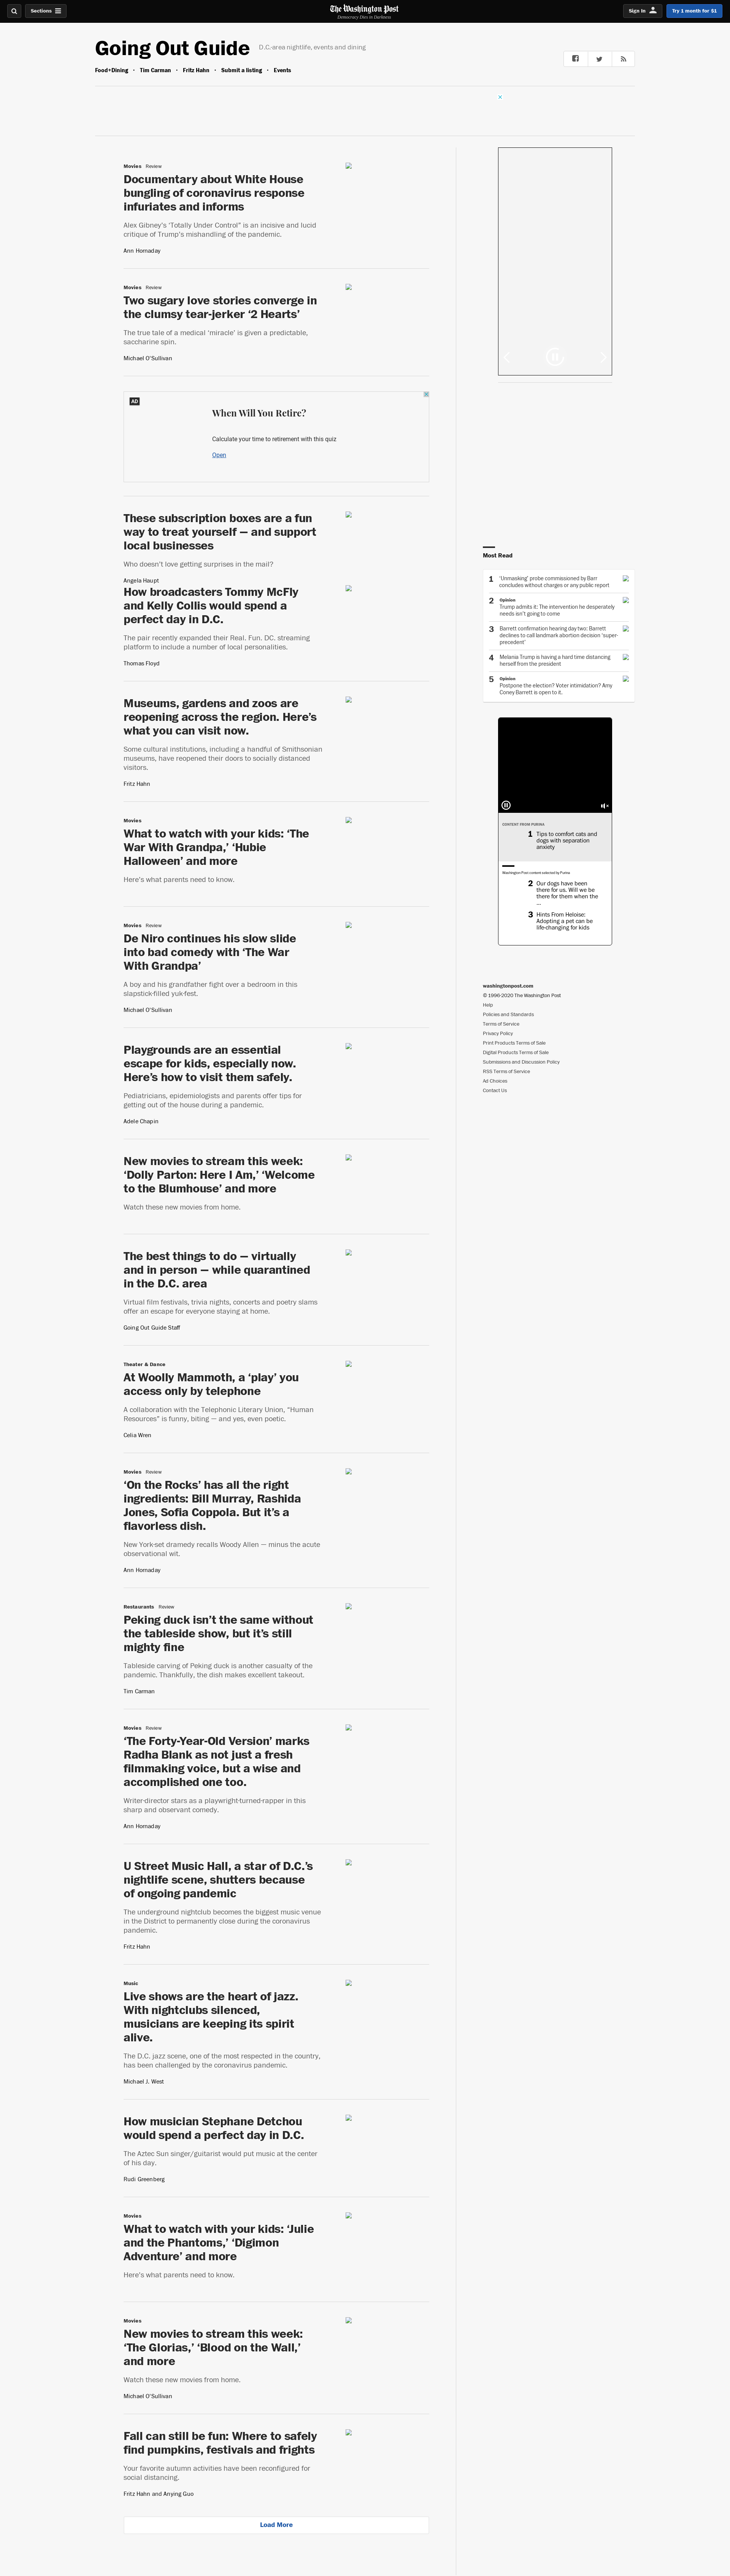 Sections
The Washington Post
Democracy Dies in Darkness
Sign In
Try 1 month for $1
Going Out Guide
D.C.-area nightlife, events and dining
Food+Dining • Tim Carman • Fritz Hahn • Submit a listing • Events
Movies Review
Documentary about White House
bungling of coronavirus response
infuriates and informs
Alex Gibney's ‘Totally Under Control” is an incisive and lucid
critique of Trump's mishandling of the pandemic.
Ann Hornaday
Movies Review
Two sugary love stories converge in
the clumsy tear-jerker ‘2 Hearts’
The true tale of a medical ‘miracle’ is given a predictable,
saccharine spin.
Michael O'Sullivan
AD
When Will You Retire?
Calculate your time to retirement with this quiz
Open
These subscription boxes are a fun
way to treat yourself — and support
local businesses
Who doesn’t love getting surprises in the mail?
Angela Haupt
How broadcasters Tommy McFly
and Kelly Collis would spend a
perfect day in D.C.
The pair recently expanded their Real. Fun. DC. streaming
platform to include a number of local personalities.
Thomas Floyd
Museums, gardens and zoos are
reopening across the region. Here’s
what you can visit now.
Some cultural institutions, including a handful of Smithsonian
museums, have reopened their doors to socially distanced
visitors.
Fritz Hahn
Movies
What to watch with your kids: ‘The
War With Grandpa,’ ‘Hubie
Halloween’ and more
Here’s what parents need to know.
Movies Review
De Niro continues his slow slide
into bad comedy with ‘The War
With Grandpa’
A boy and his grandfather fight over a bedroom in this
slapstick-filled yuk-fest.
Michael O'Sullivan
Playgrounds are an essential
escape for kids, especially now.
Here’s how to visit them safely.
Pediatricians, epidemiologists and parents offer tips for
getting out of the house during a pandemic.
Adele Chapin
New movies to stream this week:
‘Dolly Parton: Here I Am,’ ‘Welcome
to the Blumhouse’ and more
Watch these new movies from home.
The best things to do — virtually
and in person — while quarantined
in the D.C. area
Virtual film festivals, trivia nights, concerts and poetry slams
offer an escape for everyone staying at home.
Going Out Guide Staff
Theater & Dance
At Woolly Mammoth, a ‘play’ you
access only by telephone
A collaboration with the Telephonic Literary Union, “Human
Resources” is funny, biting — and yes, even poetic.
Celia Wren
Movies Review
‘On the Rocks’ has all the right
ingredients: Bill Murray, Rashida
Jones, Sofia Coppola. But it’s a
flavorless dish.
New York-set dramedy recalls Woody Allen — minus the acute
observational wit.
Ann Hornaday
Restaurants Review
Peking duck isn’t the same without
the tableside show, but it’s still
mighty fine
Tableside carving of Peking duck is another casualty of the
pandemic. Thankfully, the dish makes excellent takeout.
Tim Carman
Movies Review
‘The Forty-Year-Old Version’ marks
Radha Blank as not just a fresh
filmmaking voice, but a wise and
accomplished one too.
Writer-director stars as a playwright-turned-rapper in this
sharp and observant comedy.
Ann Hornaday
U Street Music Hall, a star of D.C.’s
nightlife scene, shutters because
of ongoing pandemic
The underground nightclub becomes the biggest music venue
in the District to permanently close during the coronavirus
pandemic.
Fritz Hahn
Music
Live shows are the heart of jazz.
With nightclubs silenced,
musicians are keeping its spirit
alive.
The D.C. jazz scene, one of the most respected in the country,
has been challenged by the coronavirus pandemic.
Michael J. West
How musician Stephane Detchou
would spend a perfect day in D.C.
The Aztec Sun singer/guitarist would put music at the center
of his day.
Rudi Greenberg
Movies
What to watch with your kids: ‘Julie
and the Phantoms,’ ‘Digimon
Adventure’ and more
Here’s what parents need to know.
Movies
New movies to stream this week:
‘The Glorias,’ ‘Blood on the Wall,’
and more
Watch these new movies from home.
Michael O'Sullivan
Fall can still be fun: Where to safely
find pumpkins, festivals and frights
Your favorite autumn activities have been reconfigured for
social distancing.
Fritz Hahn and Anying Guo
Load More
Most Read
1 ‘Unmasking’ probe commissioned by Barr
concludes without charges or any public report
2 Opinion
Trump admits it: The intervention he desperately
needs isn’t going to come
3 Barrett confirmation hearing day two: Barrett
declines to call landmark abortion decision ‘super-
precedent’
4 Melania Trump is having a hard time distancing
herself from the president
5 Opinion
Postpone the election? Voter intimidation? Amy
Coney Barrett is open to it.
CONTENT FROM PURINA
1 Tips to comfort cats and
dogs with separation
anxiety
Washington Post content selected by Purina
2 Our dogs have been
there for us. Will we be
there for them when the
...
3 Hints From Heloise:
Adopting a pet can be
life-changing for kids
washingtonpost.com
© 1996-2020 The Washington Post
Help
Policies and Standards
Terms of Service
Privacy Policy
Print Products Terms of Sale
Digital Products Terms of Sale
Submissions and Discussion Policy
RSS Terms of Service
Ad Choices
Contact Us